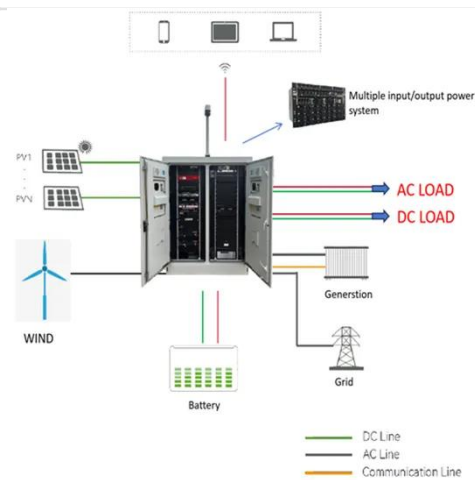 Multiple input/output power
system
PV1
PVN
AC LOAD
DC LOAD
WIND
Generstion
Grid
Battery
DC Line
AC Line
Communication Line